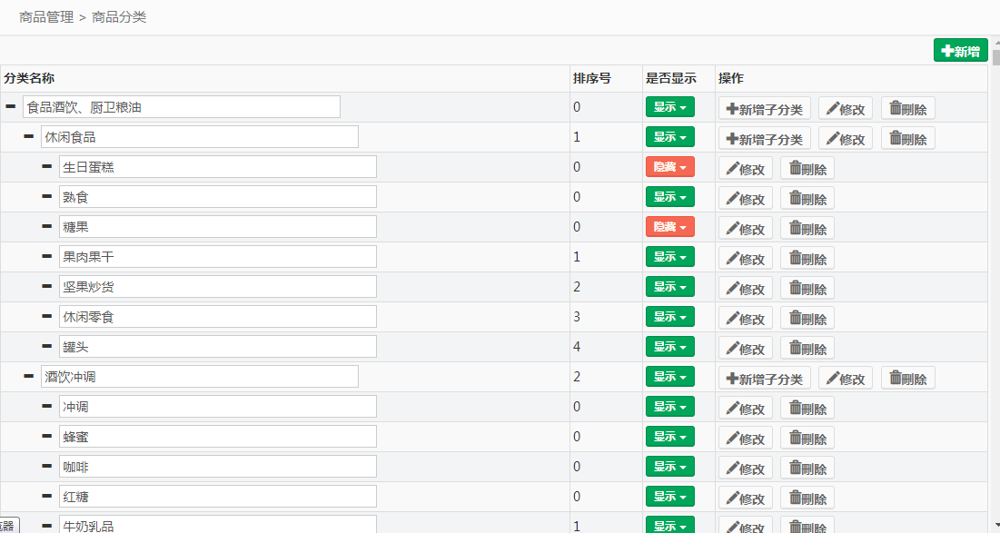 商品管理 > 商品分类
新增
分类名称 排序号 是否显示 操作
食品酒饮、厨卫粮油 0 显示 新增子分类 修改 删除
休闲食品 1 显示 新增子分类 修改 删除
生日蛋糕 0 隐藏 修改 删除
熟食 0 显示 修改 删除
糖果 0 隐藏 修改 删除
果肉果干 1 显示 修改 删除
坚果炒货 2 显示 修改 删除
休闲零食 3 显示 修改 删除
罐头 4 显示 修改 删除
酒饮冲调 2 显示 新增子分类 修改 删除
冲调 0 显示 修改 删除
蜂蜜 0 显示 修改 删除
咖啡 0 显示 修改 删除
红糖 0 显示 修改 删除
牛奶乳品 1 显示 修改 删除